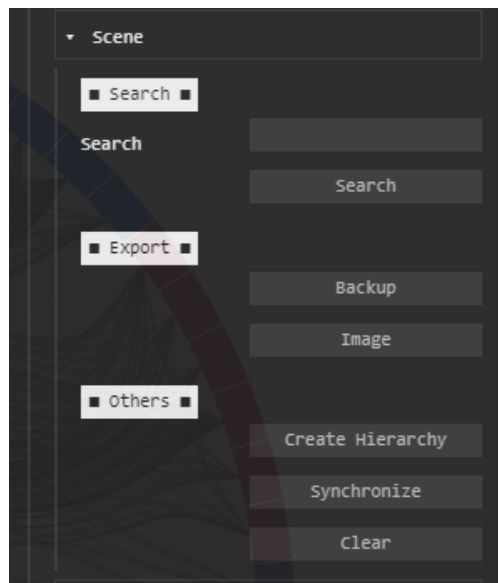 Scene
■ Search ■
Search
Search
■ Export ■
Backup
Image
■ Others ■
Create Hierarchy
Synchronize
Clear